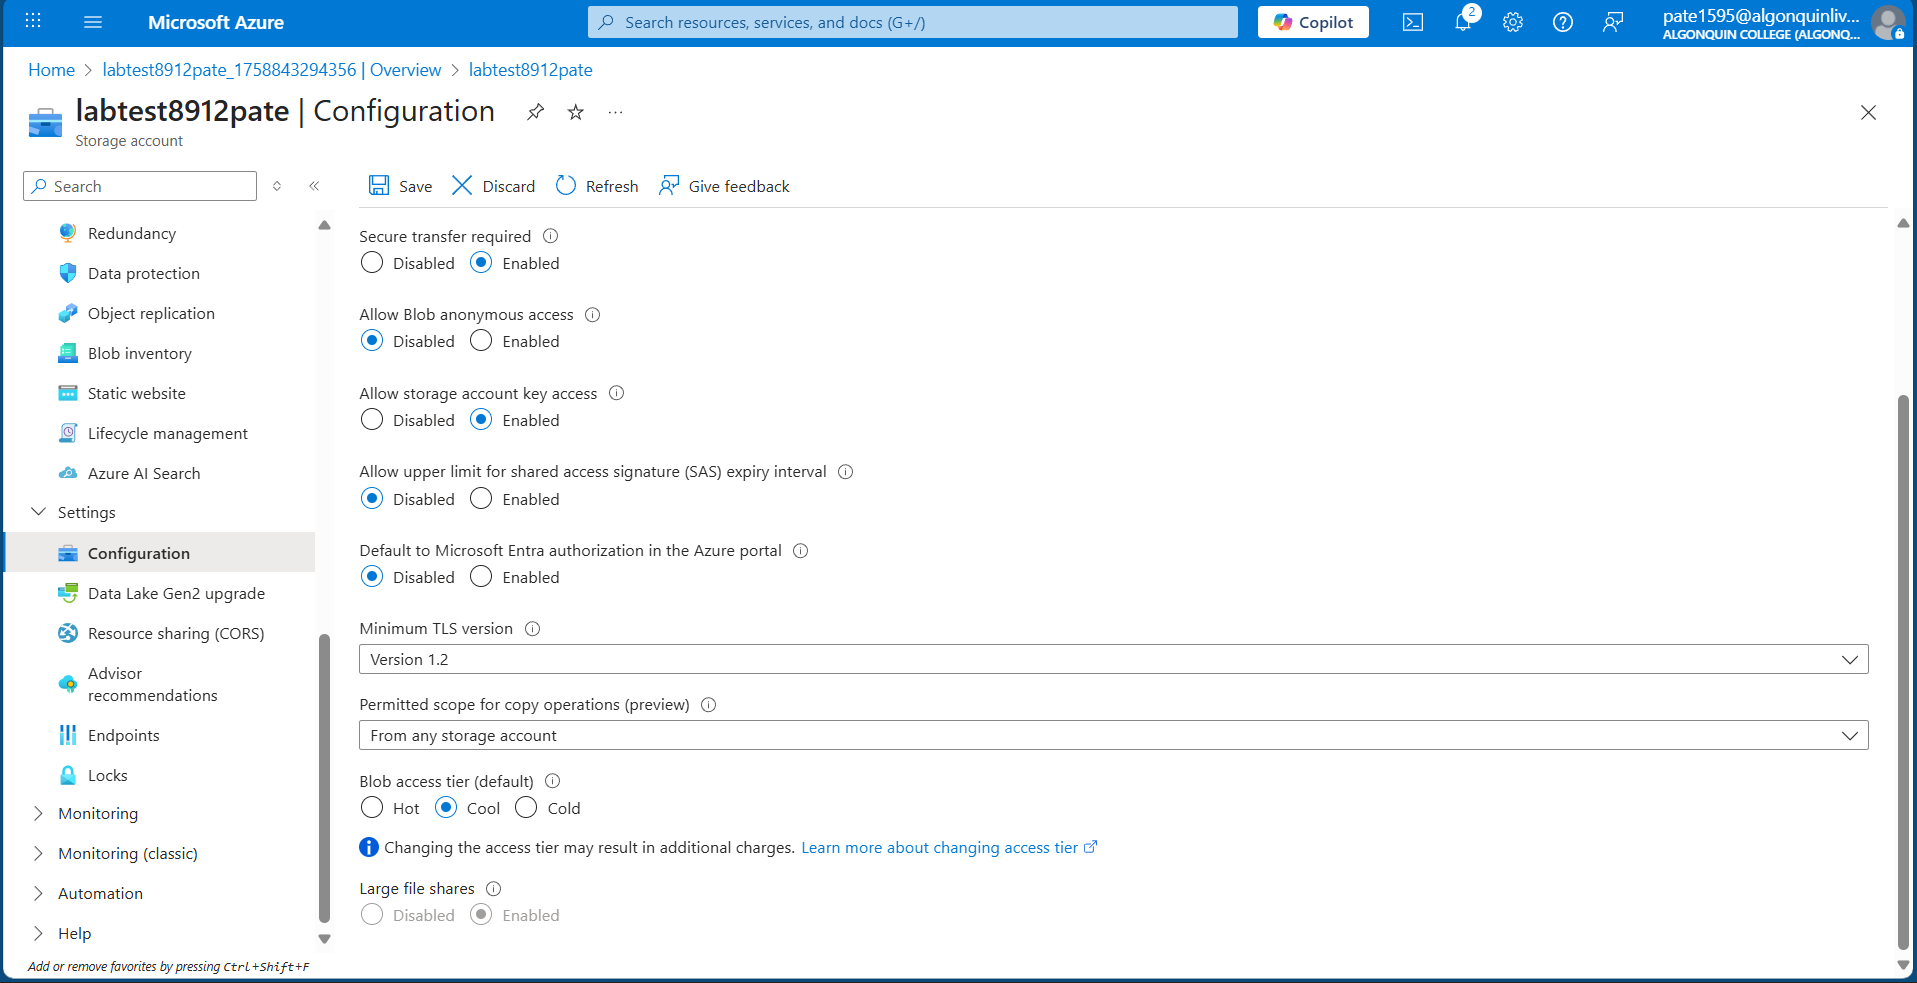 Microsoft Azure
Search resources, services, and docs (G+/)
Copilot
2
pate1595@algonquinliv...
ALGONQUIN COLLEGE (ALGONQ...
Home > labtest8912pate_1758843294356 | Overview > labtest8912pate
labtest8912pate | Configuration
Storage account
Search
Save
Discard
Refresh
Give feedback
Redundancy
Data protection
Object replication
Blob inventory
Static website
Lifecycle management
Azure AI Search
Settings
Configuration
Data Lake Gen2 upgrade
Resource sharing (CORS)
Advisor
recommendations
Endpoints
Locks
Monitoring
Monitoring (classic)
Automation
Help
Add or remove favorites by pressing Ctrl+Shift+F
Secure transfer required
Disabled Enabled
Allow Blob anonymous access
Disabled Enabled
Allow storage account key access
Disabled Enabled
Allow upper limit for shared access signature (SAS) expiry interval
Disabled Enabled
Default to Microsoft Entra authorization in the Azure portal
Disabled Enabled
Minimum TLS version
Version 1.2
Permitted scope for copy operations (preview)
From any storage account
Blob access tier (default)
Hot Cool Cold
Changing the access tier may result in additional charges. Learn more about changing access tier
Large file shares
Disabled Enabled